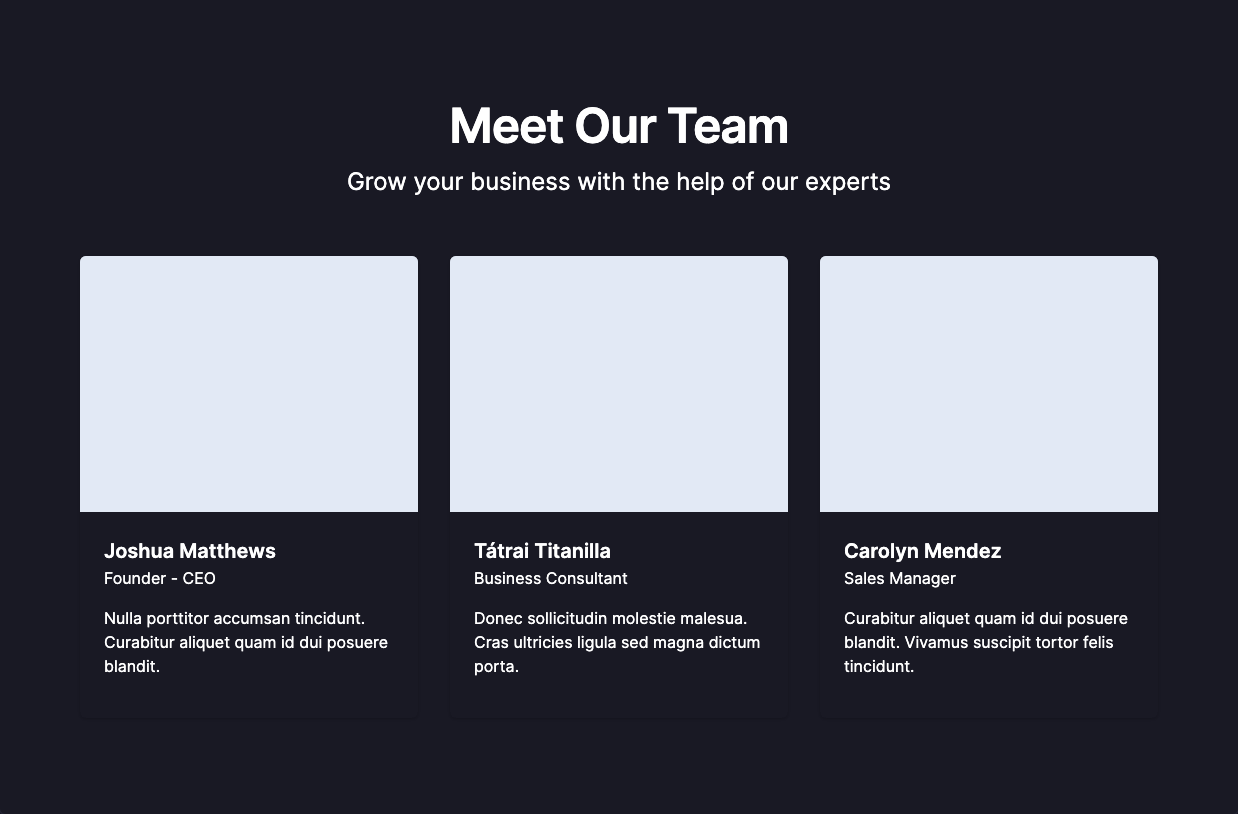 Meet Our Team
Grow your business with the help of our experts
Joshua Matthews
Founder - CEO
Nulla porttitor accumsan tincidunt.
Curabitur aliquet quam id dui posuere
blandit.
Tátrai Titanilla
Business Consultant
Donec sollicitudin molestie malesua.
Cras ultricies ligula sed magna dictum
porta.
Carolyn Mendez
Sales Manager
Curabitur aliquet quam id dui posuere
blandit. Vivamus suscipit tortor felis
tincidunt.